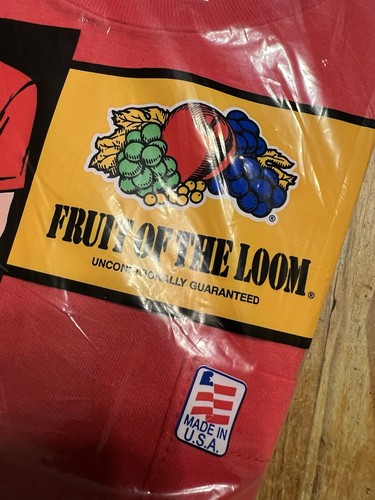 FRUIT OF THE LOOM®
UNCONDITIONALLY GUARANTEED
MADE IN
U.S.A.